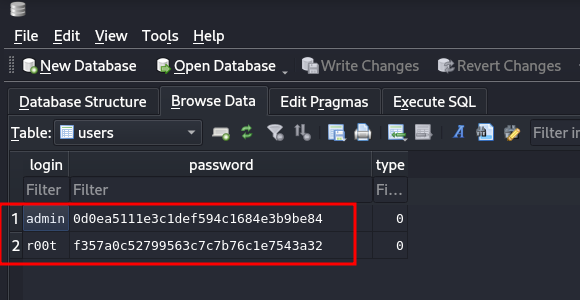 File Edit View Tools Help
New Database Open Database Write Changes Revert Changes
Database Structure Browse Data Edit Pragmas Execute SQL
Table: users Filter in
login password type
Filter Filter Fi...
1 admin 0d0ea5111e3c1def594c1684e3b9be84 0
2 r00t f357a0c52799563c7c7b76c1e7543a32 0